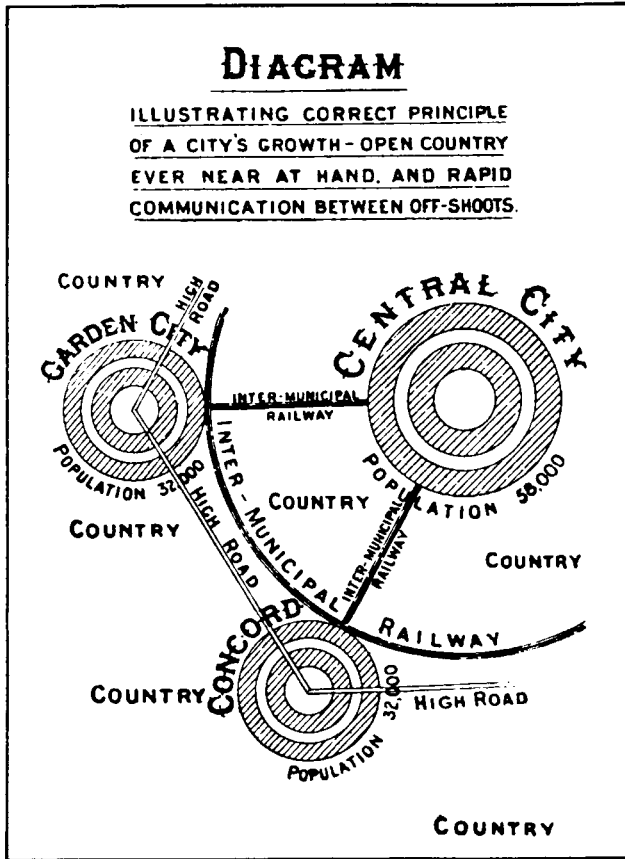 DIAGRAM
ILLUSTRATING CORRECT PRINCIPLE
OF A CITY'S GROWTH - OPEN COUNTRY
EVER NEAR AT HAND, AND RAPID
COMMUNICATION BETWEEN OFF-SHOOTS.
COUNTRY
HIGH ROAD
GARDEN CITY
POPULATION 32,000
CENTRAL CITY
POPULATION 58,000
INTER-MUNICIPAL
RAILWAY
INTER-MUNICIPAL RAILWAY
COUNTRY
INTER-MUNICIPAL
RAILWAY
COUNTRY
HIGH ROAD
COUNTRY
CONCORD
POPULATION 32,000
COUNTRY
HIGH ROAD
COUNTRY